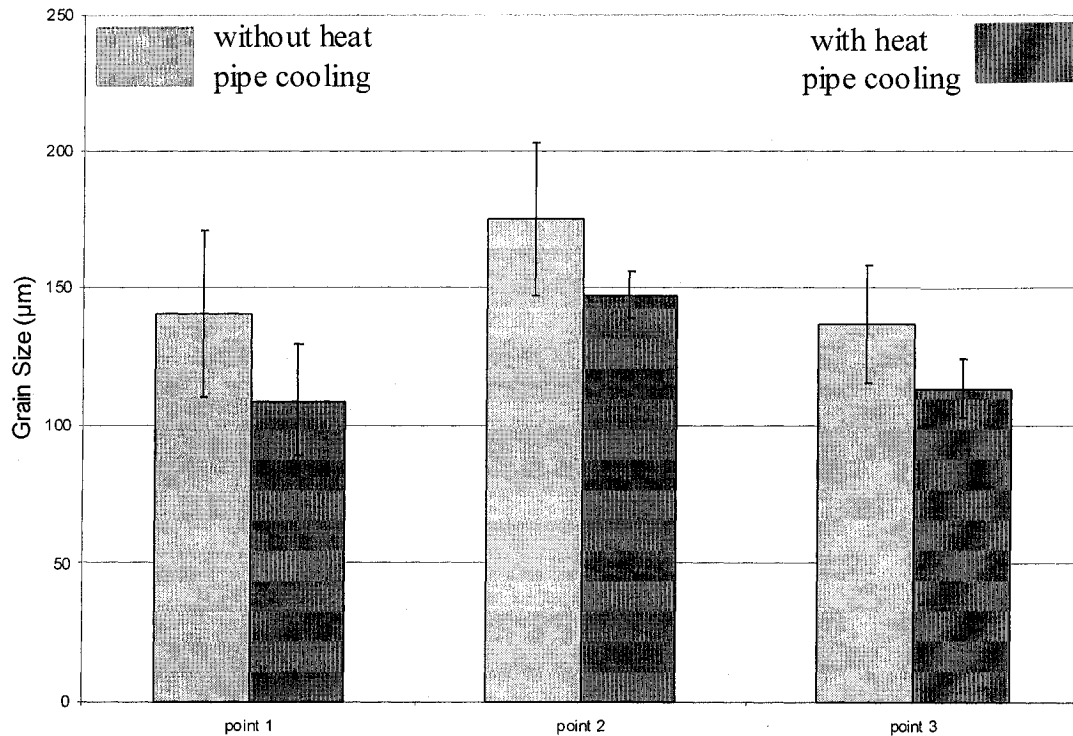 250
without heat
pipe cooling
with heat
pipe cooling
200
150
100
50
0
Grain Size (µm)
point 1
point 2
point 3